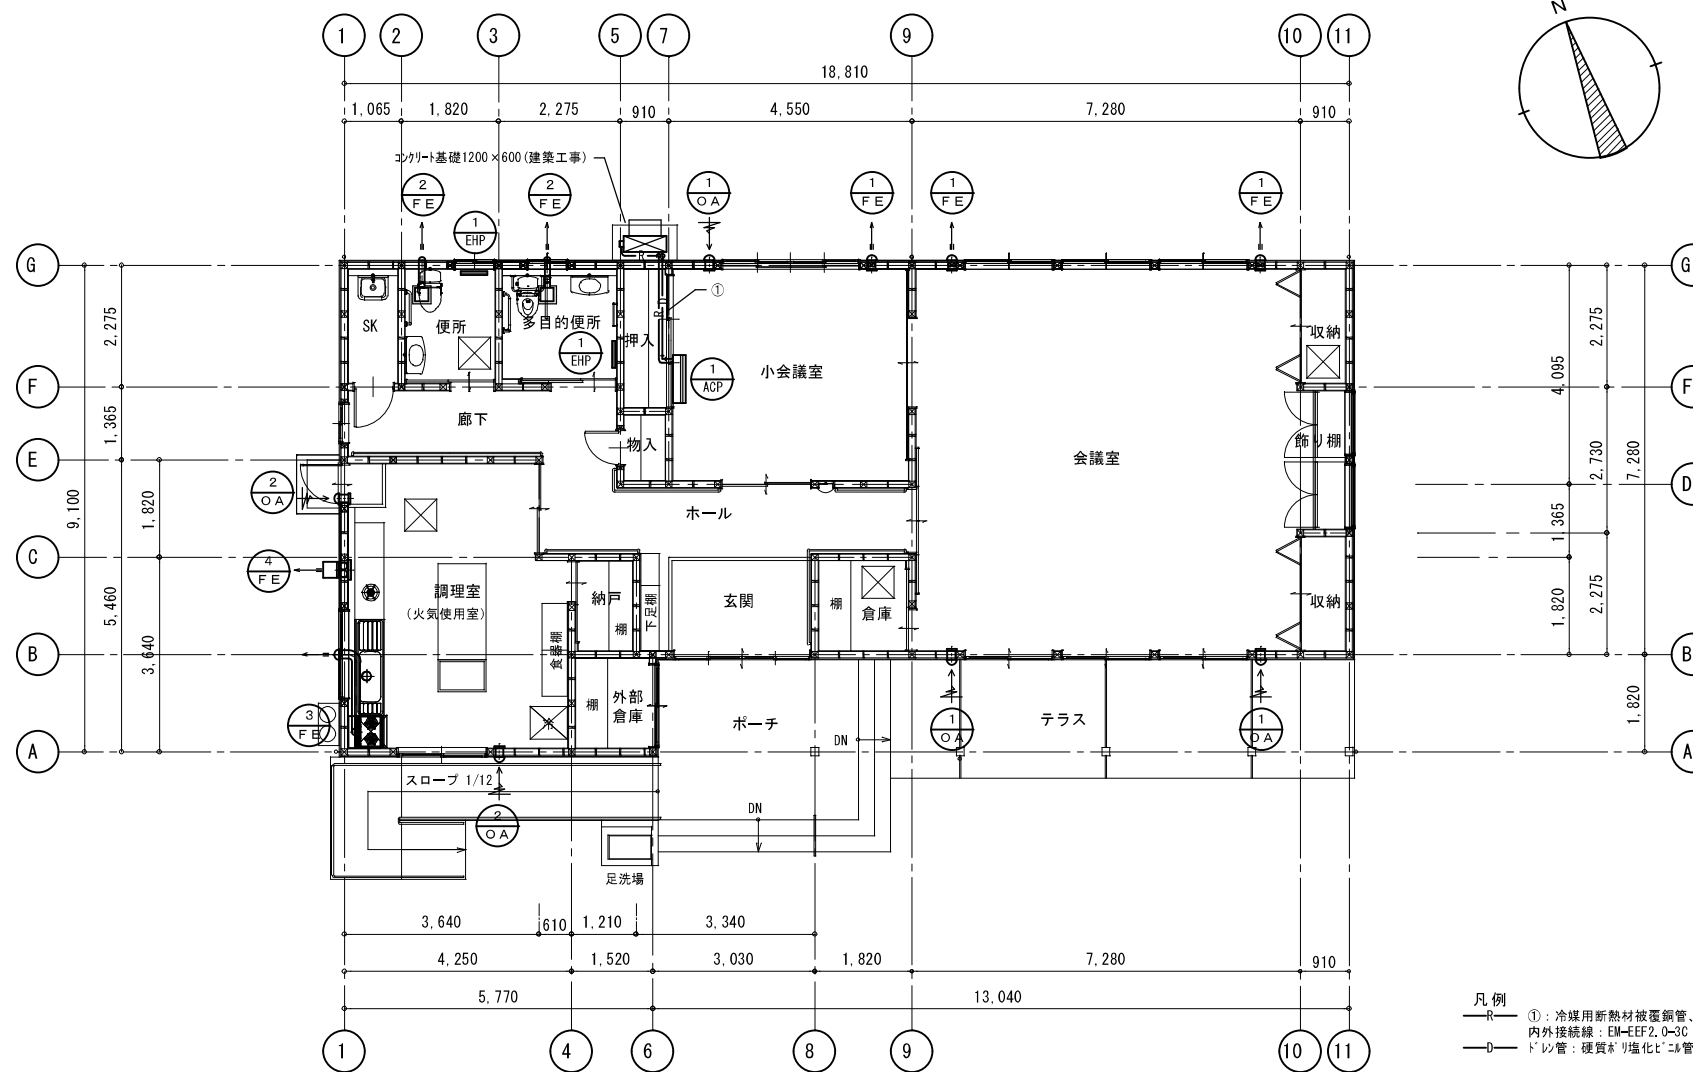 1 2 3 5 7 9 10 11
N
18,810
1,065 1,820 2,275 910 4,550 7,280 910
コンクリート基礎1200×600(建築工事)
2 FE
2 FE
1 OA
1 FE
1 FE
1 FE
1 EHP
G
G
R
①
SK
便所
多目的便所
押入
R
D
1 EHP
1 ACP
小会議室
収納
2,275
2,275
4,095
F
F
廊下
1,365
物入
飾り棚
会議室
E
2 OA
2,730
7,280
D
9,100
1,820
ホール
1,365
C
4 FE
調理室
(火気使用室)
納戸
棚
下足棚
玄関
棚
倉庫
収納
5,460
1,820
2,275
食器棚
B
B
3,640
棚
外部
倉庫
冷
3 FE
ポーチ
DN
1 OA
テラス
1 OA
1,820
A
A
スロープ 1/12
2 OA
DN
足洗場
3,640 610 1,210 3,340
4,250 1,520 3,030 1,820 7,280 910
5,770 13,040
凡例
R ①:冷媒用断熱材被覆銅管、
内外接続線:EM-EEF2.0-3C
D ドレン管:硬質ポリ塩化ビニル管
1 4 6 8 9 10 11